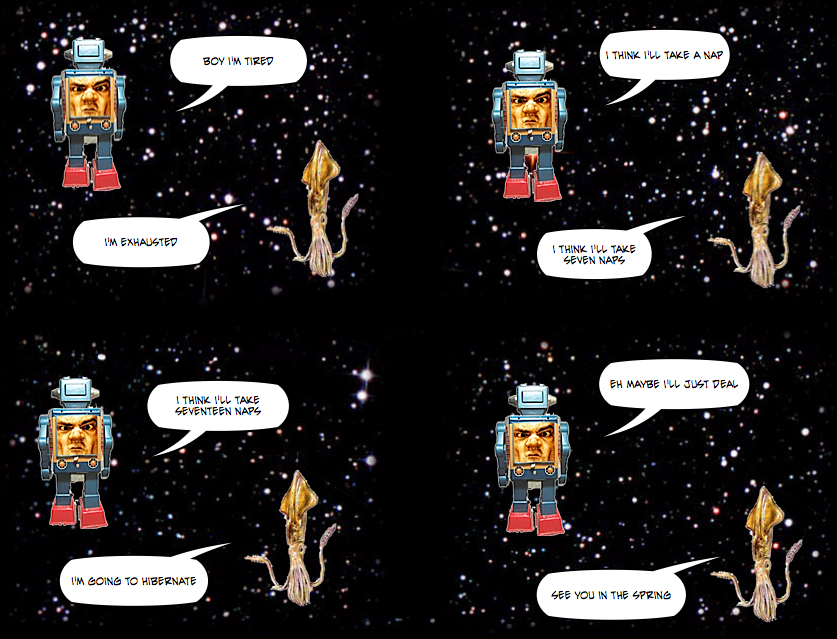 BOY I'M TIRED
I'M EXHAUSTED
I THINK I'LL TAKE A NAP
I THINK I'LL TAKE
SEVEN NAPS
I THINK I'LL TAKE
SEVENTEEN NAPS
I'M GOING TO HIBERNATE
EH MAYBE I'LL JUST DEAL
SEE YOU IN THE SPRING